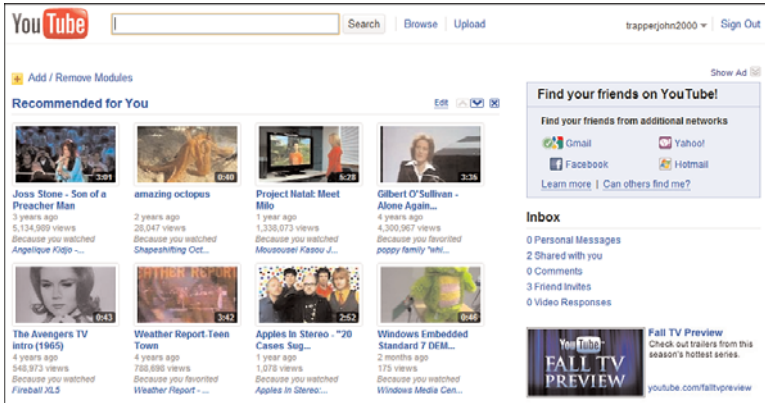 You Tube
Search
Browse
Upload
trapperjohn2000
Sign Out
Show Ad
Add / Remove Modules
Recommended for You
Edit
3:01
0:40
5:28
3:35
Joss Stone - Son of a
Preacher Man
3 years ago
5,134,989 views
Because you watched
Angelique Kidjo -...
amazing octopus
2 years ago
28,047 views
Because you watched
Shapeshifting Oct...
Project Natal: Meet
Milo
1 year ago
1,338,073 views
Because you watched
Mousousei Kasou J...
Gilbert O'Sullivan -
Alone Again...
4 years ago
4,300,967 views
Because you favorited
poppy family "whi...
WEATHER REPORT
0:43
3:42
2:52
0:46
The Avengers TV
intro (1965)
4 years ago
548,973 views
Because you watched
Fireball XL5
Weather Report-Teen
Town
4 years ago
788,698 views
Because you favorited
Weather Report - ...
Apples In Stereo - "20
Cases Sug...
1 year ago
1,078 views
Because you watched
Apples In Stereo:...
Windows Embedded
Standard 7 DEM...
2 months ago
175 views
Because you watched
Windows Media Cen...
Find your friends on YouTube!
Find your friends from additional networks
Gmail
Yahoo!
Facebook
Hotmail
Learn more | Can others find me?
Inbox
0 Personal Messages
2 Shared with you
0 Comments
3 Friend Invites
0 Video Responses
You Tube
FALL TV
PREVIEW
Fall TV Preview
Check out trailers from this
season's hottest series.
youtube.com/falltvpreview